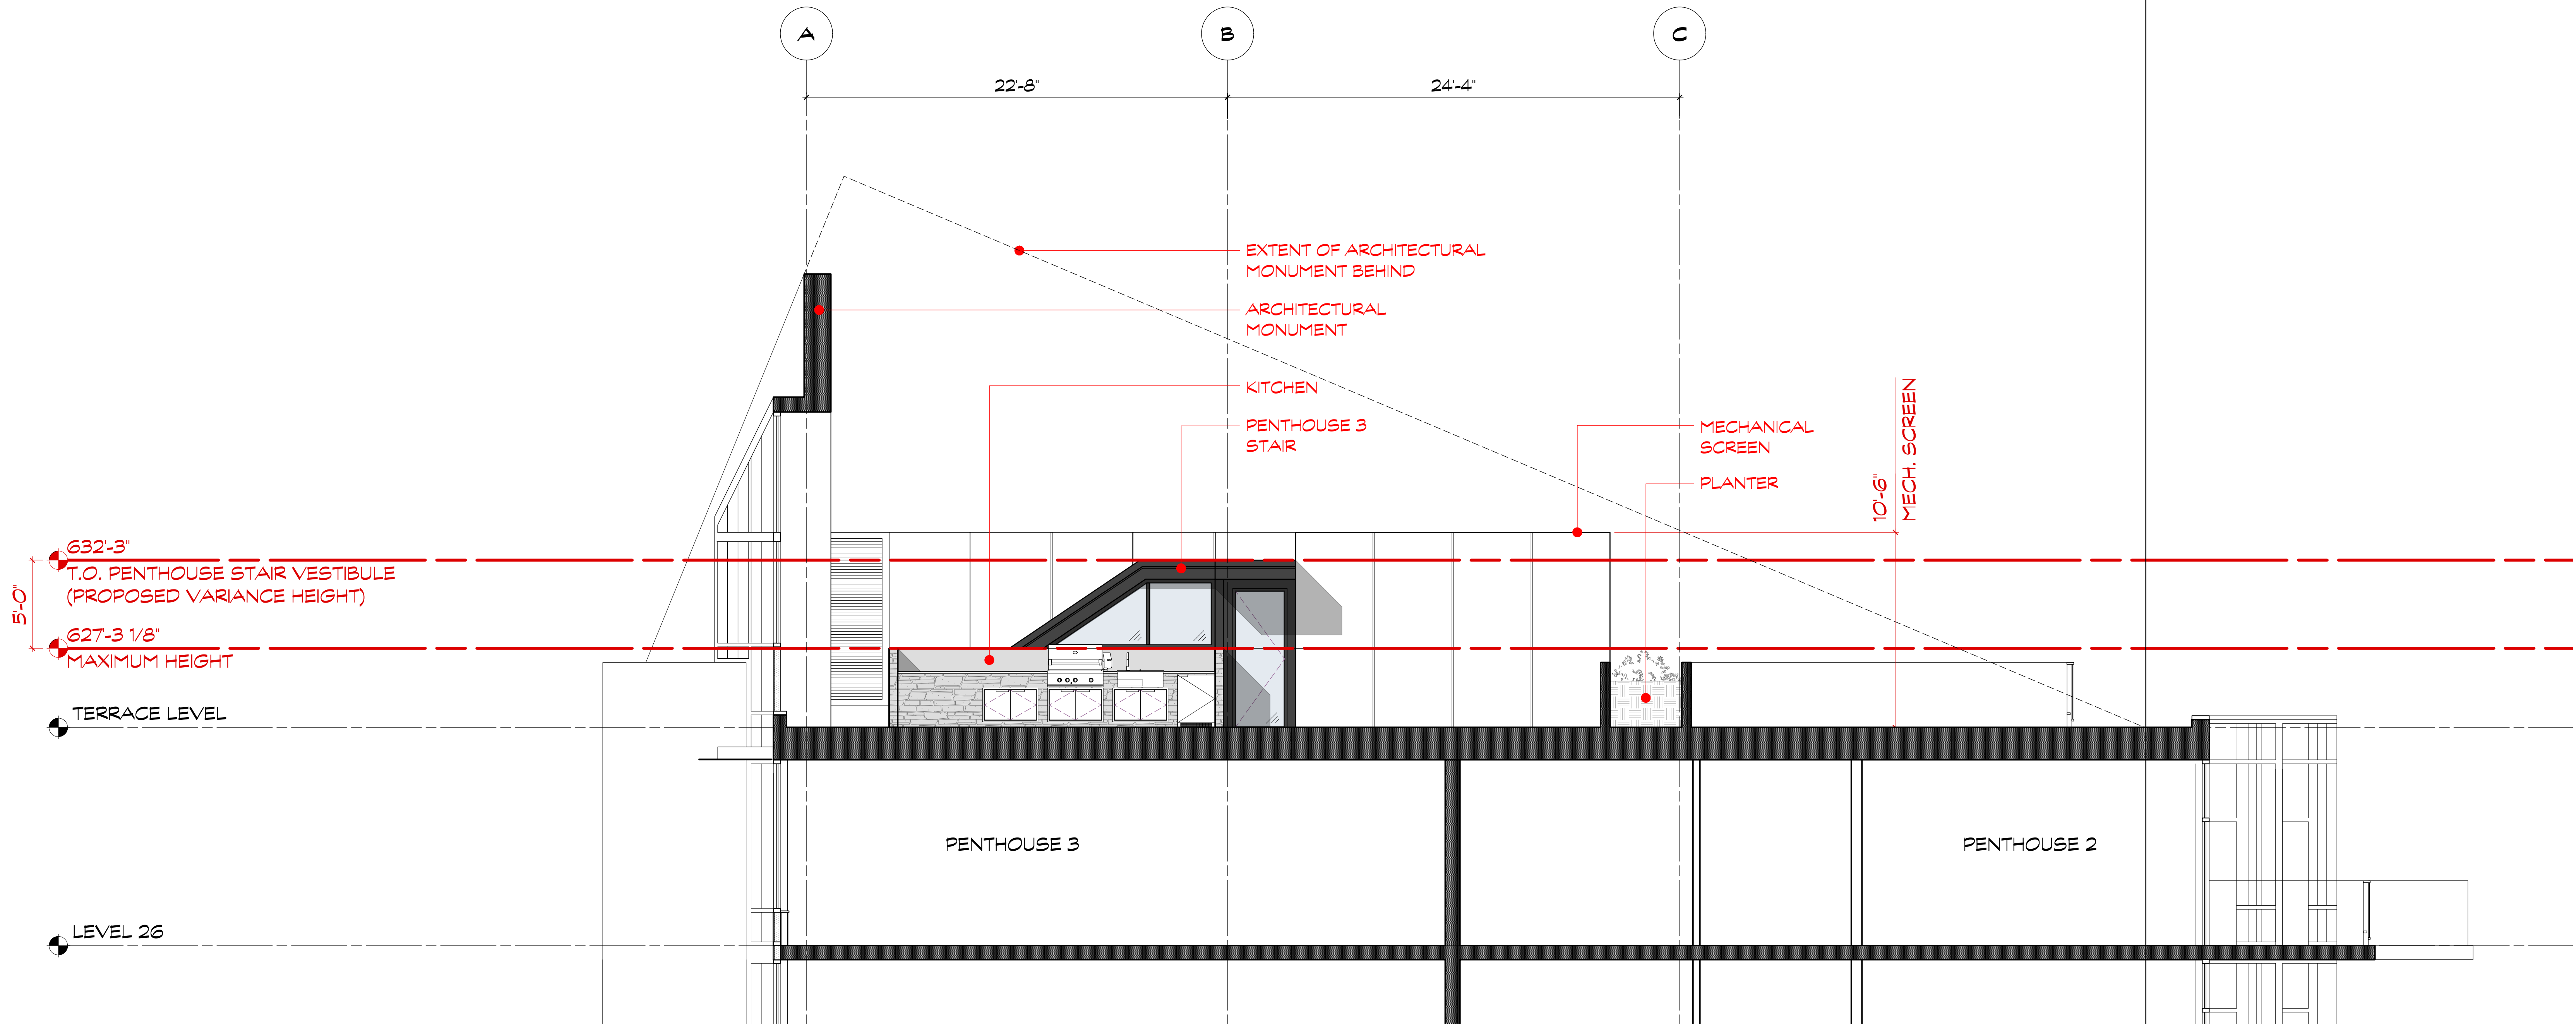 A
B
C
22'-8"
24'-4"
EXTENT OF ARCHITECTURAL
MONUMENT BEHIND
ARCHITECTURAL
MONUMENT
KITCHEN
PENTHOUSE 3
STAIR
MECHANICAL
SCREEN
PLANTER
10'-6"
MECH. SCREEN
632'-3"
T.O. PENTHOUSE STAIR VESTIBULE
(PROPOSED VARIANCE HEIGHT)
5'-0"
627'-3 1/8"
MAXIMUM HEIGHT
TERRACE LEVEL
PENTHOUSE 3
PENTHOUSE 2
LEVEL 26